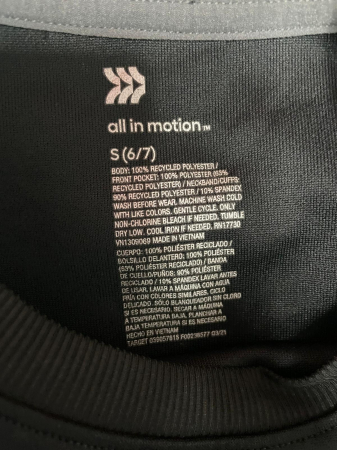 all in motion™
S (6/7)
BODY: 100% RECYCLED POLYESTER /
FRONT POCKET: 100% POLYESTER (63%
RECYCLED POLYESTER) / NECKBAND/CUFFS:
90% RECYCLED POLYESTER / 10% SPANDEX
WASH BEFORE WEAR. MACHINE WASH COLD
WITH LIKE COLORS. GENTLE CYCLE. ONLY
NON-CHLORINE BLEACH IF NEEDED. TUMBLE
DRY LOW. COOL IRON IF NEEDED. RN17730
VN1309069 MADE IN VIETNAM
CUERPO: 100% POLIÉSTER RECICLADO /
BOLSILLO DELANTERO: 100% POLIÉSTER
(63% POLIÉSTER RECICLADO) / BANDA
DE CUELLO/PUÑOS: 90% POLIÉSTER
RECICLADO / 10% SPANDEX LAVAR ANTES
DE USAR. LAVAR A MÁQUINA CON AGUA
FRÍA CON COLORES SIMILARES. CICLO
DELICADO. SÓLO BLANQUEADOR SIN CLORO
SI ES NECESARIO. SECAR A MÁQUINA A
TEMPERATURA BAJA. PLANCHAR A
BAJA TEMPERATURA SI ES NECESARIO
HECHO EN VIETNAM
TARGET 059057815 F00218577 03/21